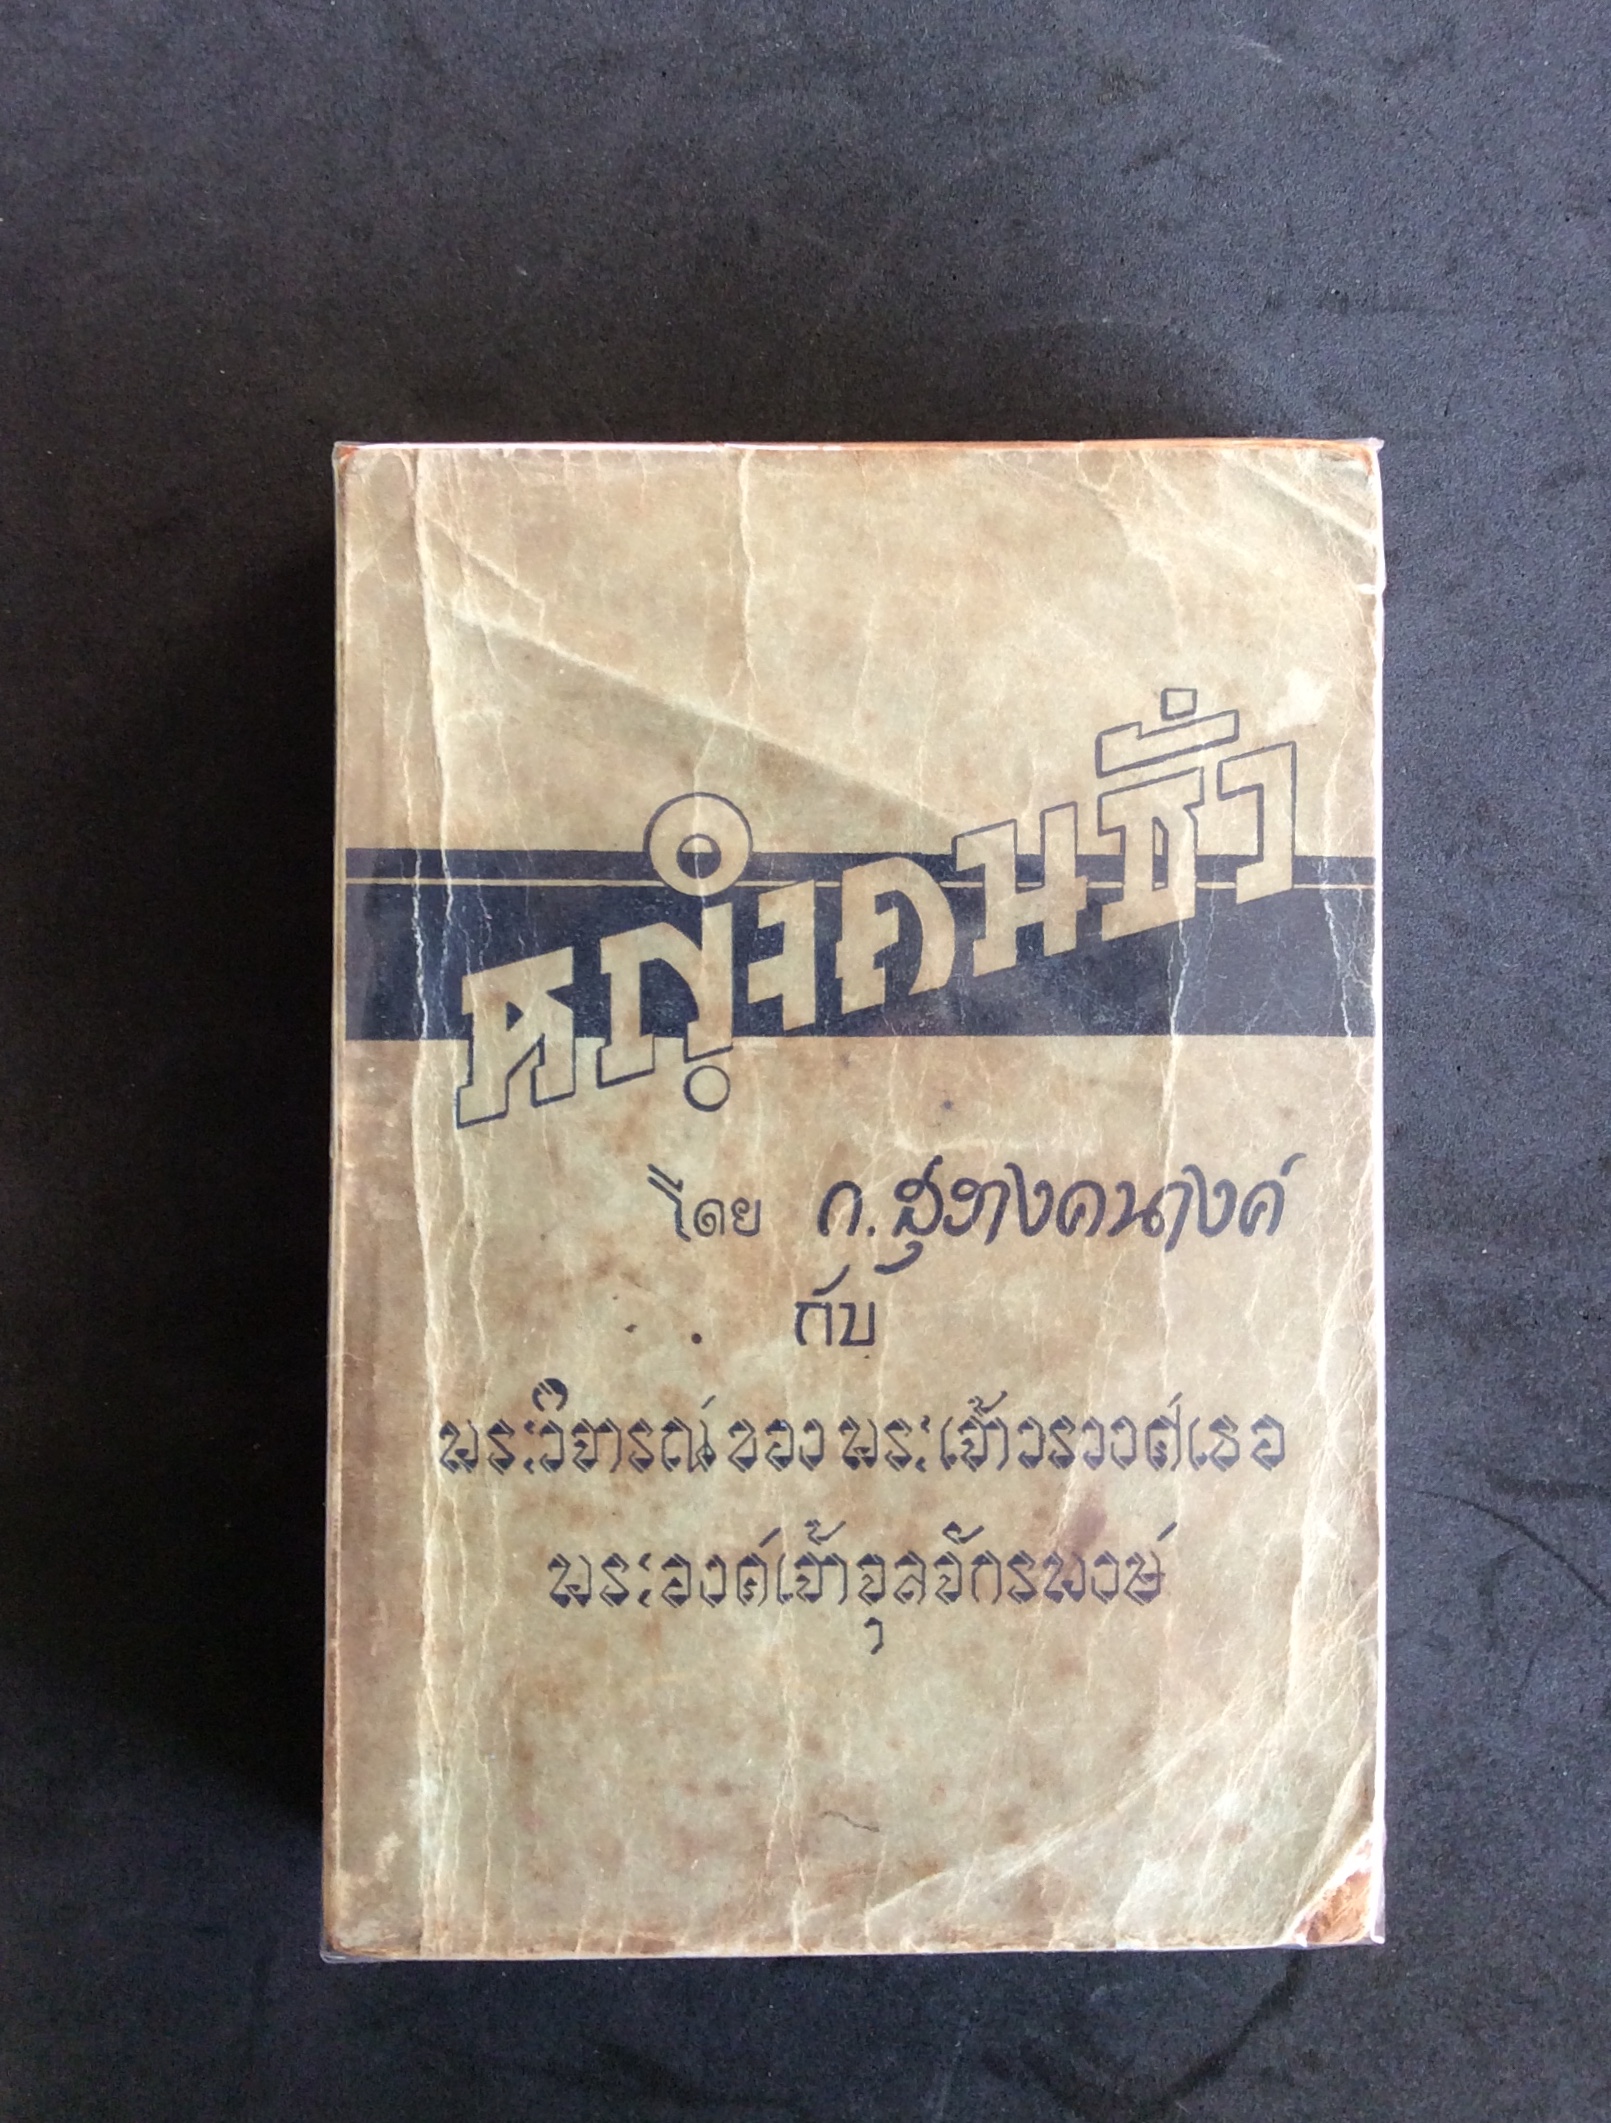 หญิงคนชั่ว
โดย ก.สุรางคนางค์
กับ
พระวิจารณ์ของพระเจ้าวรวงศ์เธอ
พระองค์เจ้าจุลจักรพงษ์